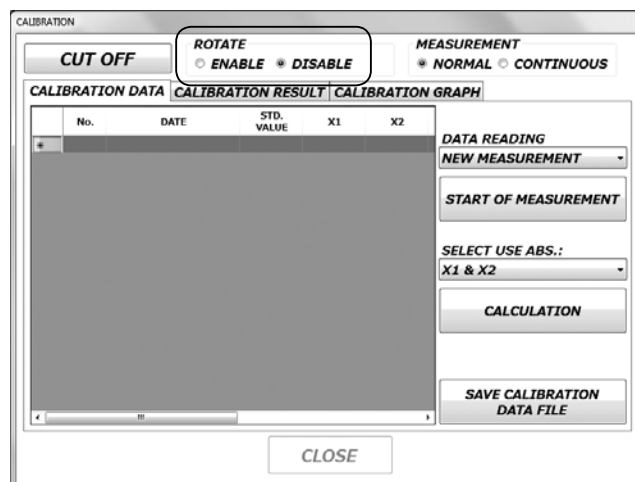 CALIBRATION
CUT OFF
ROTATE
ENABLE DISABLE
MEASUREMENT
NORMAL CONTINUOUS
CALIBRATION DATA CALIBRATION RESULT CALIBRATION GRAPH
No. DATE STD. VALUE X1 X2
DATA READING
NEW MEASUREMENT
START OF MEASUREMENT
SELECT USE ABS.:
X1 & X2
CALCULATION
SAVE CALIBRATION
DATA FILE
CLOSE